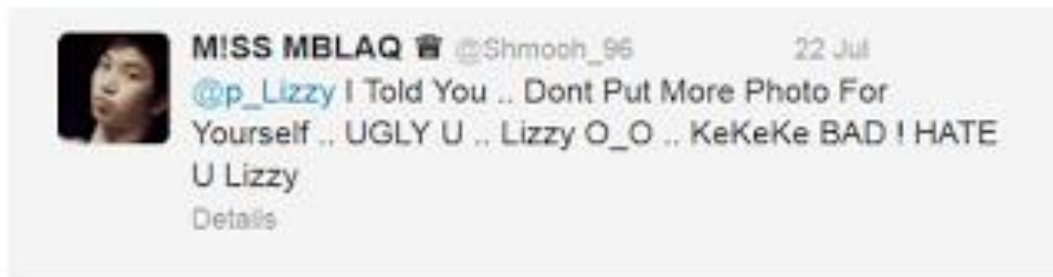 M!SS MBLAQ ♕ @Shmooh_96 22 Jul
@p_Lizzy I Told You .. Dont Put More Photo For
Yourself .. UGLY U .. Lizzy O_O .. KeKeKe BAD ! HATE
U Lizzy
Details